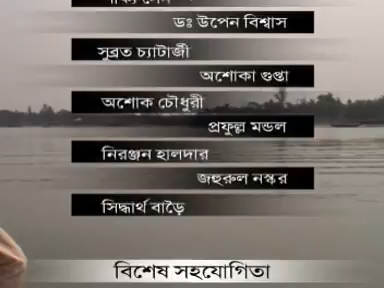 ডঃ উপেন বিশ্বাস
সুব্রত চ্যাটার্জী
অশোকা গুপ্তা
অশোক চৌধুরী
প্রফুল্ল মন্ডল
নিরঞ্জন হালদার
জহুরুল নস্কর
সিদ্ধার্থ বাড়ৈ
বিশেষ সহযোগিতা